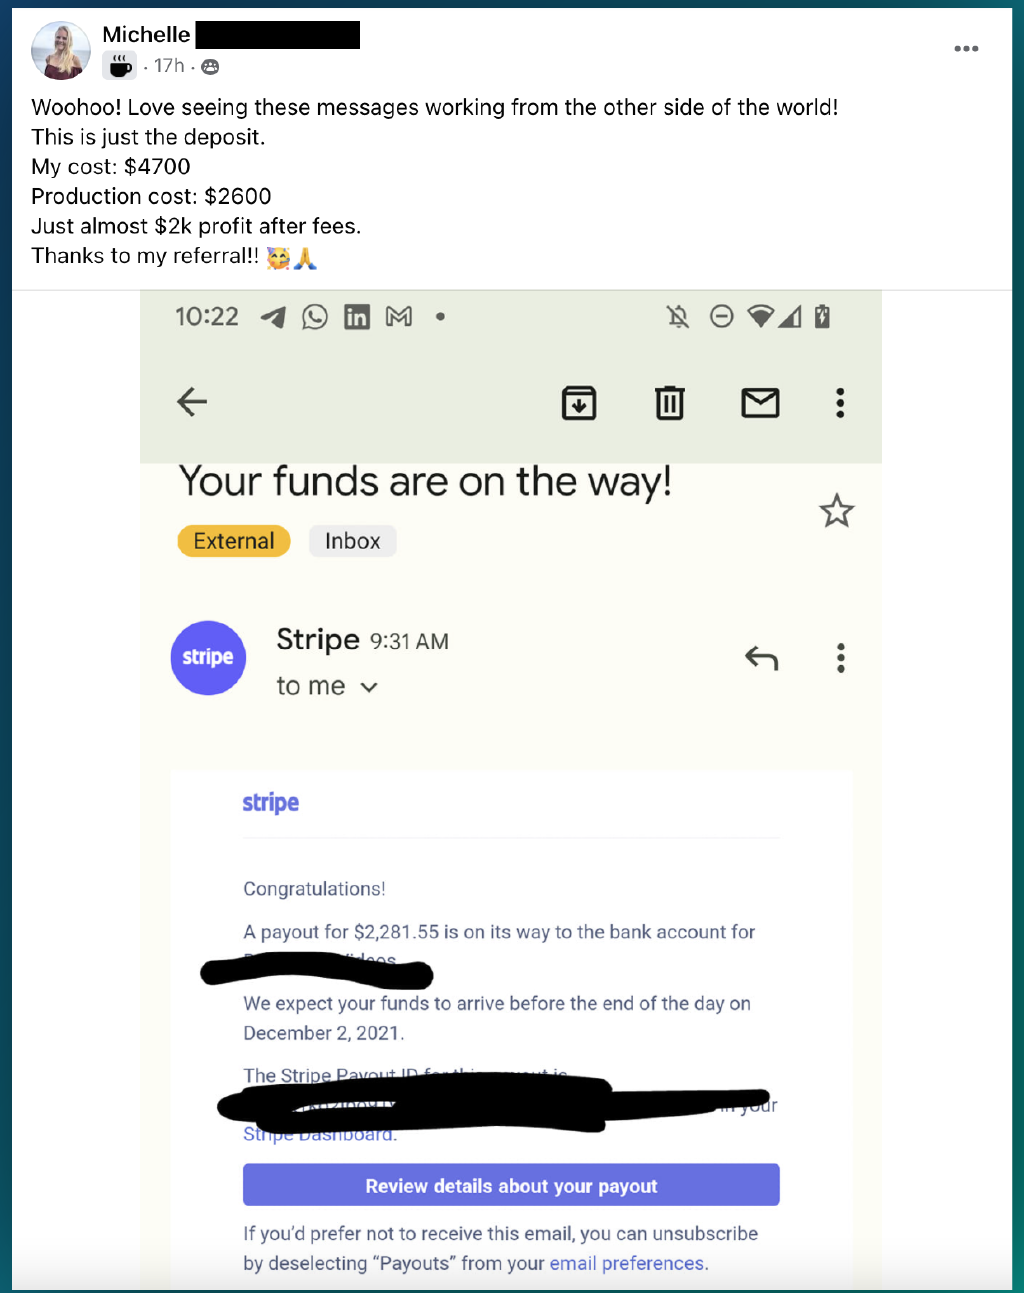 Michelle
· 17h ·
Woohoo! Love seeing these messages working from the other side of the world!
This is just the deposit.
My cost: $4700
Production cost: $2600
Just almost $2k profit after fees.
Thanks to my referral!! 🥳🙏
10:22
Your funds are on the way!
External Inbox
stripe
Stripe 9:31 AM
to me
stripe
Congratulations!
A payout for $2,281.55 is on its way to the bank account for
We expect your funds to arrive before the end of the day on
December 2, 2021.
The Stripe Payout ID for this payout is
in your
Stripe Dashboard.
Review details about your payout
If you'd prefer not to receive this email, you can unsubscribe
by deselecting “Payouts” from your email preferences.